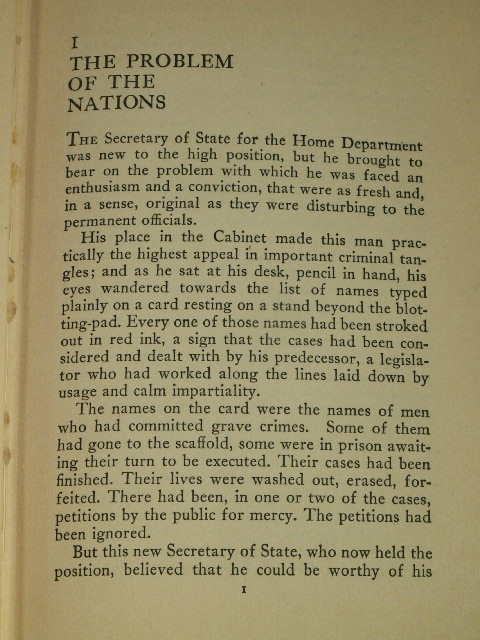 I
THE PROBLEM
OF THE
NATIONS
THE Secretary of State for the Home Department
was new to the high position, but he brought to
bear on the problem with which he was faced an
enthusiasm and a conviction, that were as fresh and,
in a sense, original as they were disturbing to the
permanent officials.
His place in the Cabinet made this man prac-
tically the highest appeal in important criminal tan-
gles; and as he sat at his desk, pencil in hand, his
eyes wandered towards the list of names typed
plainly on a card resting on a stand beyond the blot-
ting-pad. Every one of those names had been stroked
out in red ink, a sign that the cases had been con-
sidered and dealt with by his predecessor, a legisla-
tor who had worked along the lines laid down by
usage and calm impartiality.
The names on the card were the names of men
who had committed grave crimes. Some of them
had gone to the scaffold, some were in prison await-
ing their turn to be executed. Their cases had been
finished. Their lives were washed out, erased, for-
feited. There had been, in one or two of the cases,
petitions by the public for mercy. The petitions had
been ignored.
But this new Secretary of State, who now held the
position, believed that he could be worthy of his
1